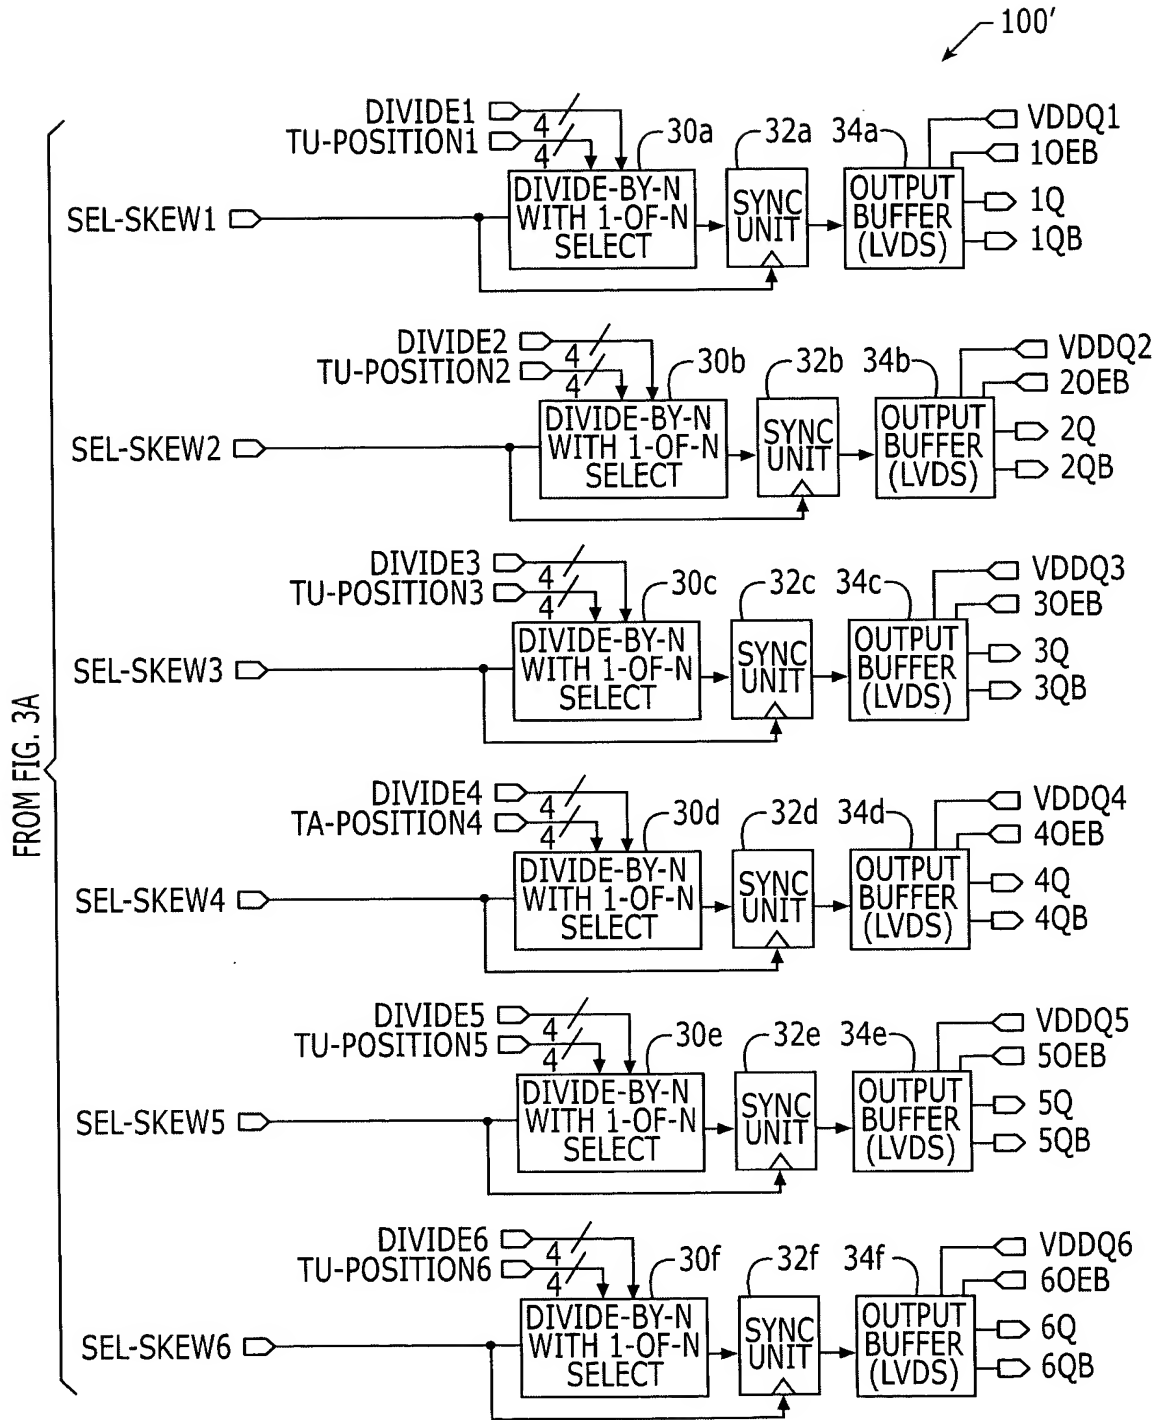 100'
DIVIDE1
TU-POSITION1
4
4
30a
32a
34a
VDDQ1
1OEB
SEL-SKEW1
DIVIDE-BY-N
WITH 1-OF-N
SELECT
SYNC
UNIT
OUTPUT
BUFFER
(LVDS)
1Q
1QB
DIVIDE2
TU-POSITION2
4
4
30b
32b
34b
VDDQ2
2OEB
SEL-SKEW2
DIVIDE-BY-N
WITH 1-OF-N
SELECT
SYNC
UNIT
OUTPUT
BUFFER
(LVDS)
2Q
2QB
DIVIDE3
TU-POSITION3
4
4
30c
32c
34c
VDDQ3
3OEB
SEL-SKEW3
DIVIDE-BY-N
WITH 1-OF-N
SELECT
SYNC
UNIT
OUTPUT
BUFFER
(LVDS)
3Q
3QB
FROM FIG. 3A
DIVIDE4
TA-POSITION4
4
4
30d
32d
34d
VDDQ4
4OEB
SEL-SKEW4
DIVIDE-BY-N
WITH 1-OF-N
SELECT
SYNC
UNIT
OUTPUT
BUFFER
(LVDS)
4Q
4QB
DIVIDE5
TU-POSITION5
4
4
30e
32e
34e
VDDQ5
5OEB
SEL-SKEW5
DIVIDE-BY-N
WITH 1-OF-N
SELECT
SYNC
UNIT
OUTPUT
BUFFER
(LVDS)
5Q
5QB
DIVIDE6
TU-POSITION6
4
4
30f
32f
34f
VDDQ6
6OEB
SEL-SKEW6
DIVIDE-BY-N
WITH 1-OF-N
SELECT
SYNC
UNIT
OUTPUT
BUFFER
(LVDS)
6Q
6QB